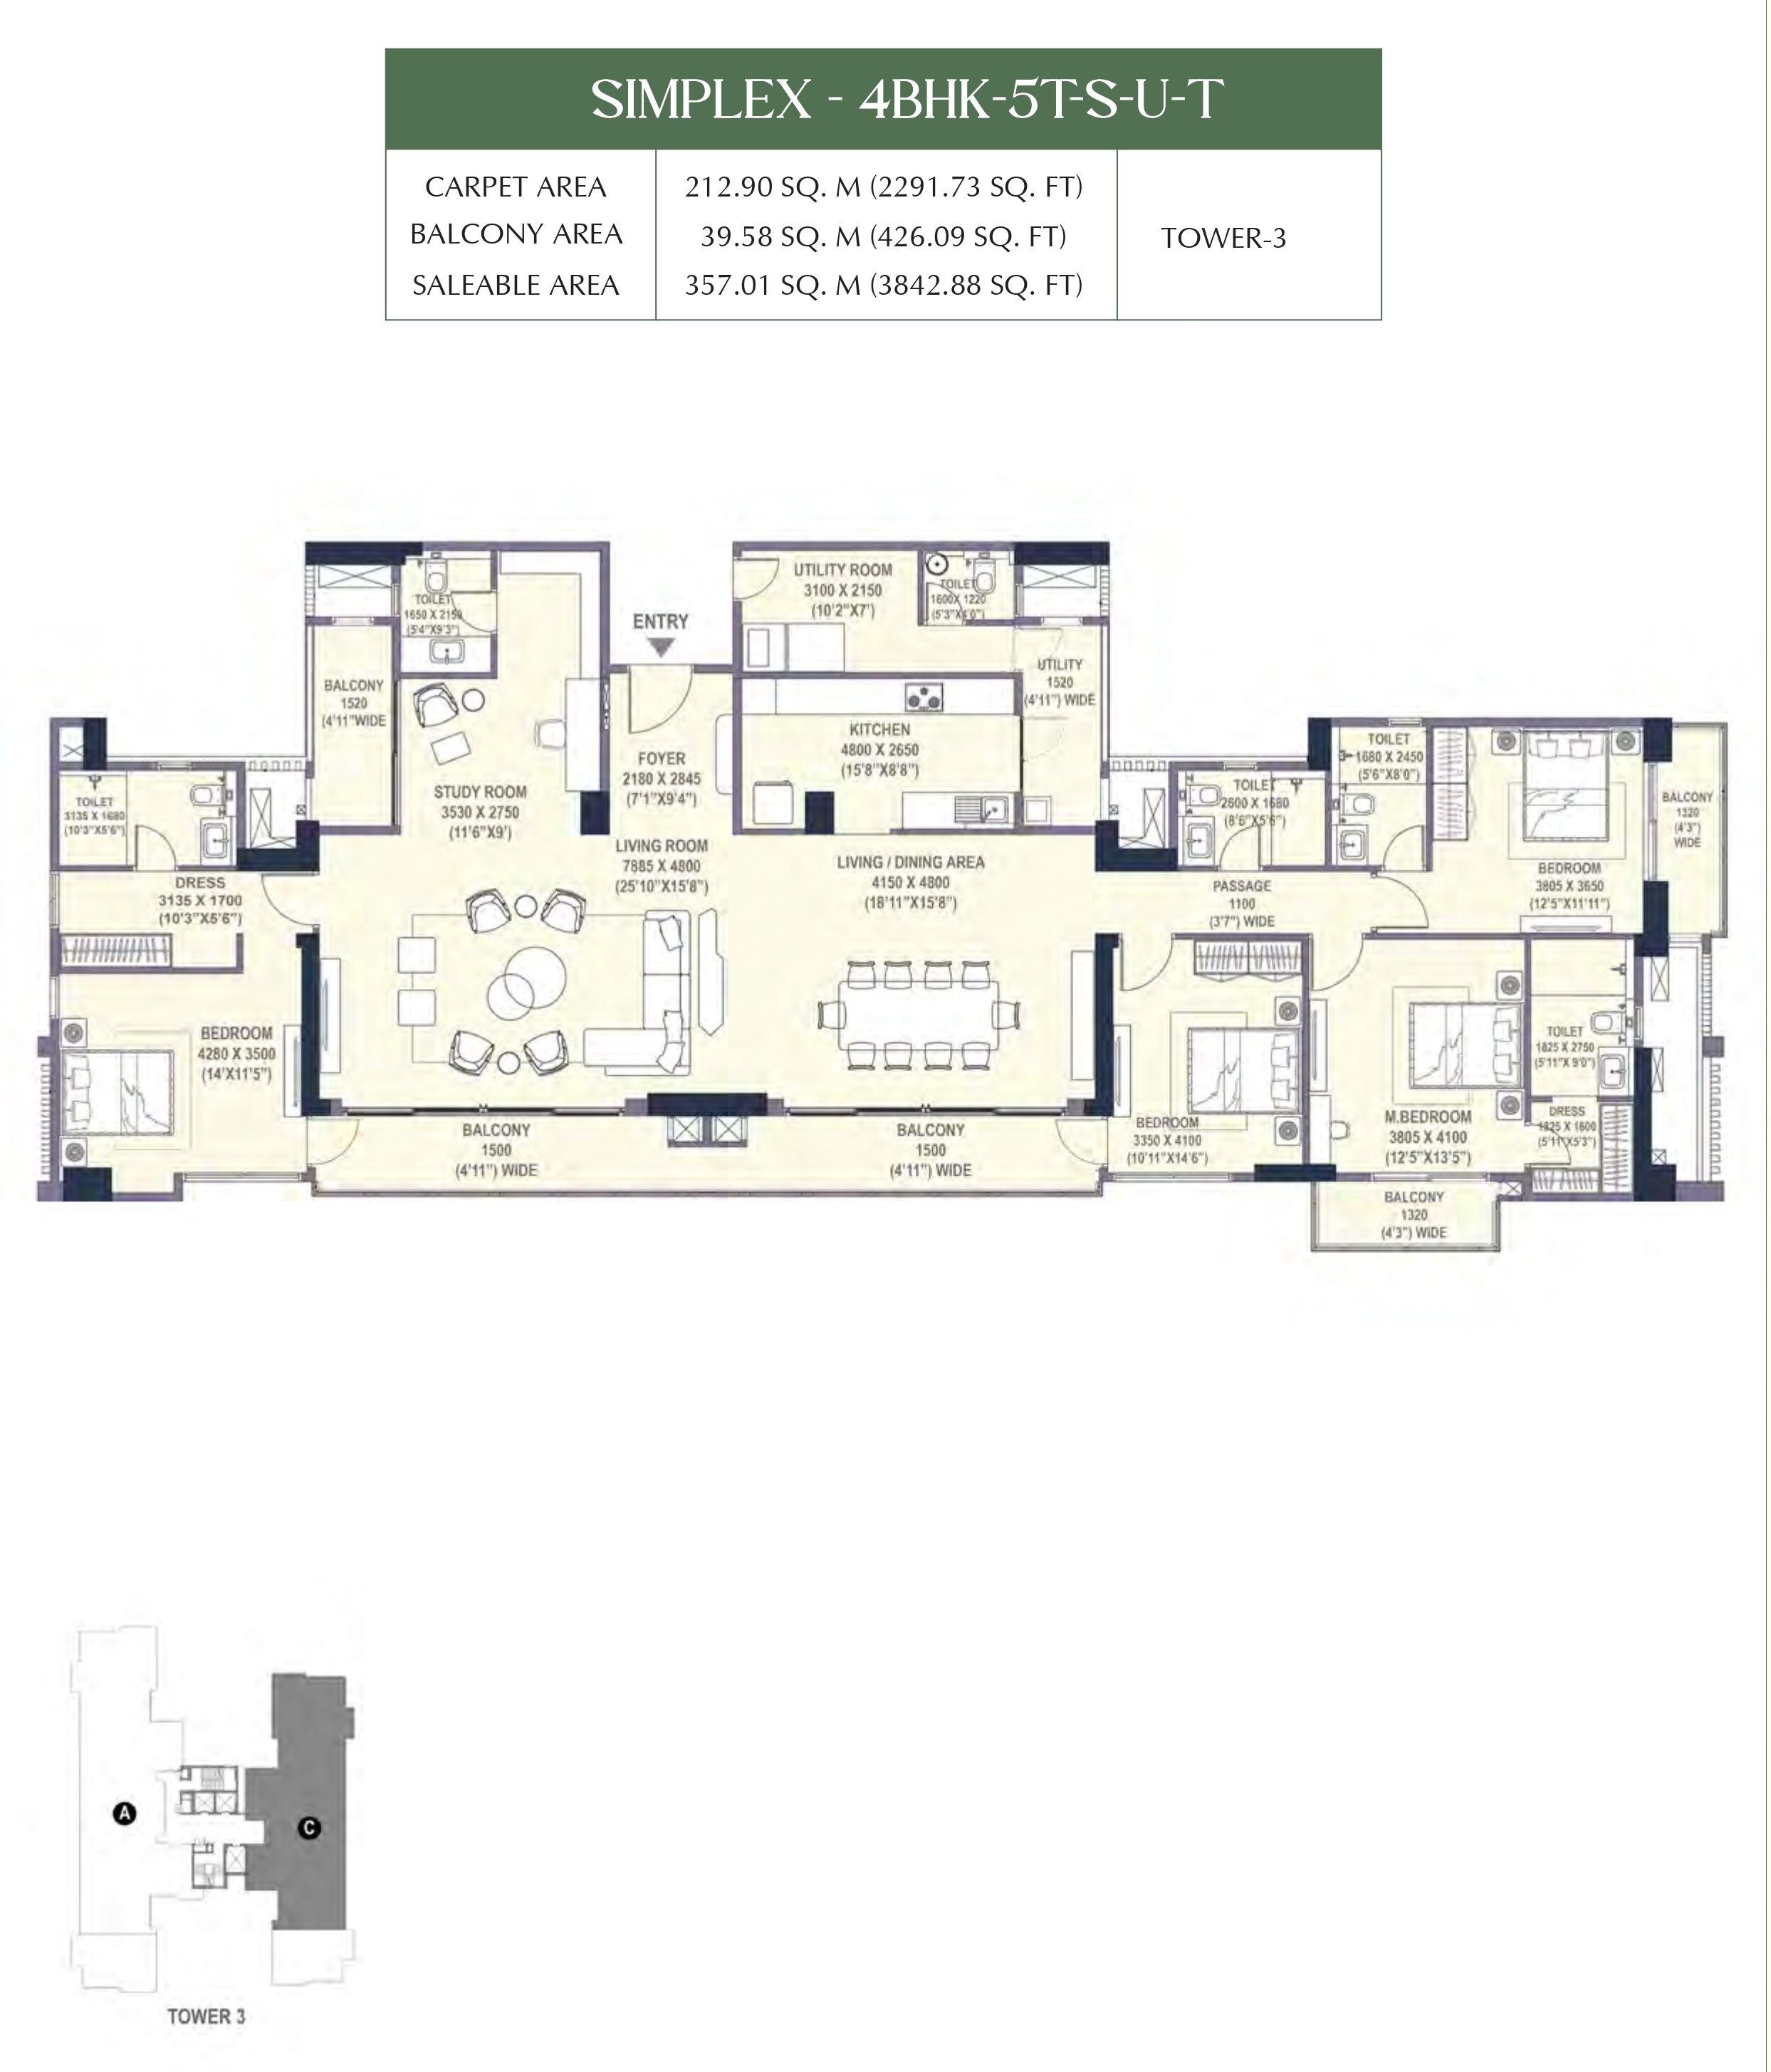 SIMPLEX - 4BHK-5T-S-U-T
CARPET AREA
212.90 SQ. M (2291.73 SQ. FT)
BALCONY AREA
39.58 SQ. M (426.09 SQ. FT)
TOWER-3
SALEABLE AREA
357.01 SQ. M (3842.88 SQ. FT)
TOILET
1650 X 2150
(5'4"X9'3")
ENTRY
UTILITY ROOM
3100 X 2150
(10'2"X7')
TOILET
1600X 1220
(5'3"X4'0")
BALCONY
1520
(4'11"WIDE
UTILITY
1520
(4'11") WIDE
KITCHEN
4800 X 2650
(15'8"X8'8")
FOYER
2180 X 2845
(7'1"X9'4")
STUDY ROOM
3530 X 2750
(11'6"X9')
TOILET
3135 X 1680
(10'3"X5'6")
TOILET
2600 X 1680
(8'6"X5'6")
TOILET
1680 X 2450
(5'6"X8'0")
BALCONY
1320
(4'3")
WIDE
LIVING ROOM
7885 X 4800
(25'10"X15'8")
LIVING / DINING AREA
4150 X 4800
(18'11"X15'8")
DRESS
3135 X 1700
(10'3"X5'6")
PASSAGE
1100
(3'7") WIDE
BEDROOM
3805 X 3650
(12'5"X11'11")
BEDROOM
4280 X 3500
(14'X11'5")
TOILET
1825 X 2750
(5'11"X 9'0")
BALCONY
1500
(4'11") WIDE
BALCONY
1500
(4'11") WIDE
BEDROOM
3350 X 4100
(10'11"X14'6")
M.BEDROOM
3805 X 4100
(12'5"X13'5")
DRESS
1825 X 1600
(5'11"X5'3")
BALCONY
1320
(4'3") WIDE
A
C
TOWER 3